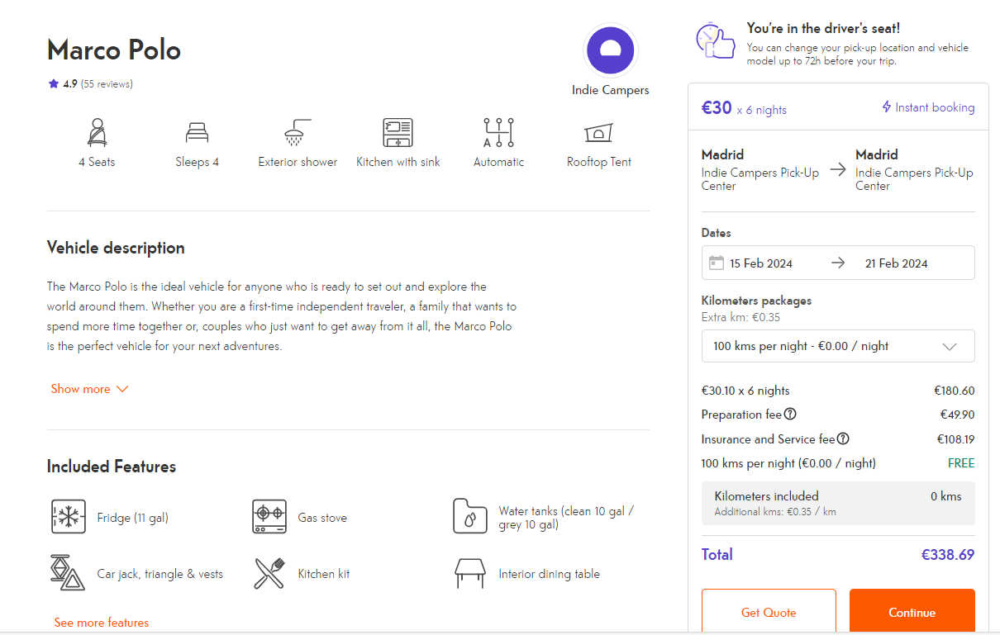 Marco Polo
4.9 (55 reviews)
Indie Campers
4 Seats
Sleeps 4
Exterior shower
Kitchen with sink
A
Automatic
Rooftop Tent
Vehicle description
The Marco Polo is the ideal vehicle for anyone who is ready to set out and explore the
world around them. Whether you are a first-time independent traveler, a family that wants to
spend more time together or, couples who just want to get away from it all, the Marco Polo
is the perfect vehicle for your next adventures.
Show more
Included Features
Fridge (11 gal)
Gas stove
Water tanks (clean 10 gal /
grey 10 gal)
Car jack, triangle & vests
Kitchen kit
Interior dining table
See more features
You're in the driver's seat!
You can change your pick-up location and vehicle
model up to 72h before your trip.
€30 x 6 nights
Instant booking
Madrid
Indie Campers Pick-Up
Center
Madrid
Indie Campers Pick-Up
Center
Dates
15 Feb 2024
21 Feb 2024
Kilometers packages
Extra km: €0.35
100 kms per night - €0.00 / night
€30.10 x 6 nights €180.60
Preparation fee ? €49.90
Insurance and Service fee ? €108.19
100 kms per night (€0.00 / night) FREE
Kilometers included 0 kms
Additional kms: €0.35 / km
Total €338.69
Get Quote
Continue